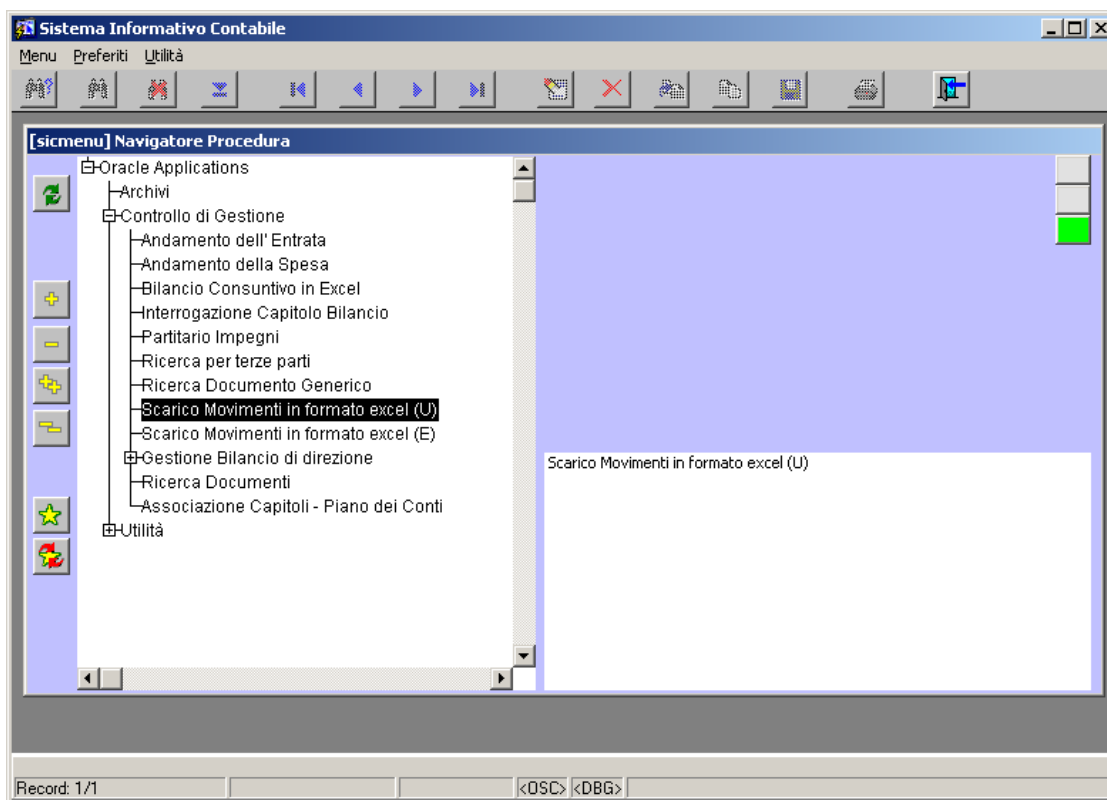 Sistema Informativo Contabile
Menu Preferiti Utilità
[sicmenu] Navigatore Procedura
Oracle Applications
Archivi
Controllo di Gestione
Andamento dell' Entrata
Andamento della Spesa
Bilancio Consuntivo in Excel
Interrogazione Capitolo Bilancio
Partitario Impegni
Ricerca per terze parti
Ricerca Documento Generico
Scarico Movimenti in formato excel (U)
Scarico Movimenti in formato excel (E)
Gestione Bilancio di direzione
Ricerca Documenti
Associazione Capitoli - Piano dei Conti
Utilità
Scarico Movimenti in formato excel (U)
Record: 1/1 <OSC> <DBG>